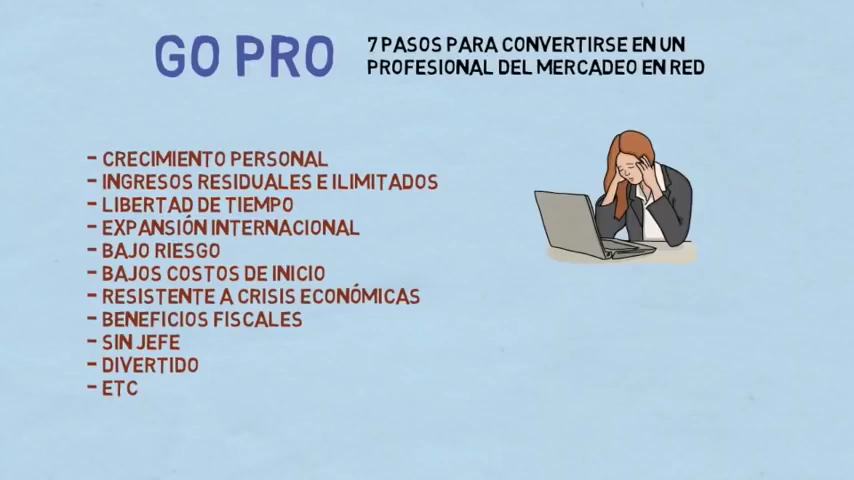 GO PRO
7 PASOS PARA CONVERTIRSE EN UN
PROFESIONAL DEL MERCADEO EN RED
- CRECIMIENTO PERSONAL
- INGRESOS RESIDUALES E ILIMITADOS
- LIBERTAD DE TIEMPO
- EXPANSIÓN INTERNACIONAL
- BAJO RIESGO
- BAJOS COSTOS DE INICIO
- RESISTENTE A CRISIS ECONÓMICAS
- BENEFICIOS FISCALES
- SIN JEFE
- DIVERTIDO
- ETC